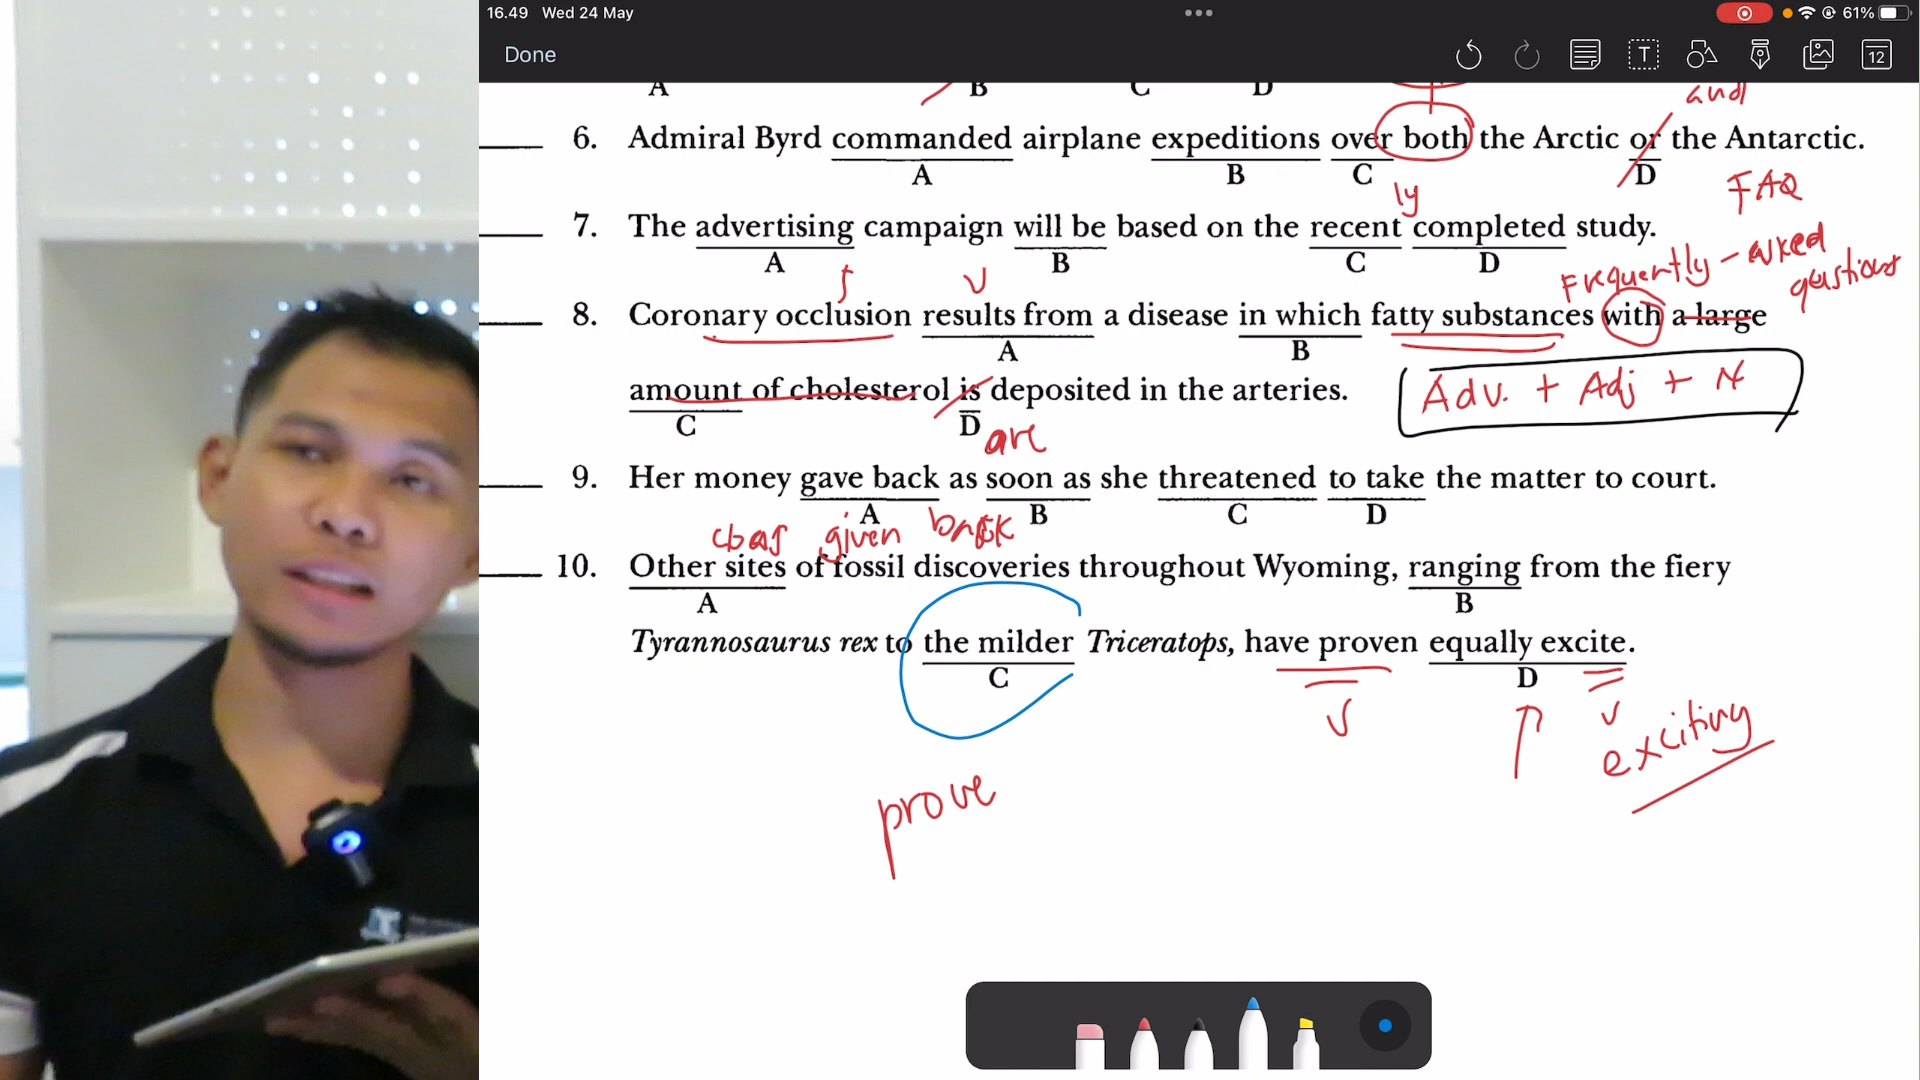 16.49 Wed 24 May
61%
Done
12
A B C D
and
6. Admiral Byrd commanded airplane expeditions over both the Arctic or the Antarctic.
A B C D
FAQ
ly
7. The advertising campaign will be based on the recent completed study.
A B C D
Frequently-asked
questions
S V
8. Coronary occlusion results from a disease in which fatty substances with a large
A B
amount of cholesterol is deposited in the arteries.
C D are
Adv. + Adj + N
9. Her money gave back as soon as she threatened to take the matter to court.
A B C D
given back
10. Other sites of fossil discoveries throughout Wyoming, ranging from the fiery
A B
Tyrannosaurus rex to the milder Triceratops, have proven equally excite.
C D
V V
exciting
prove